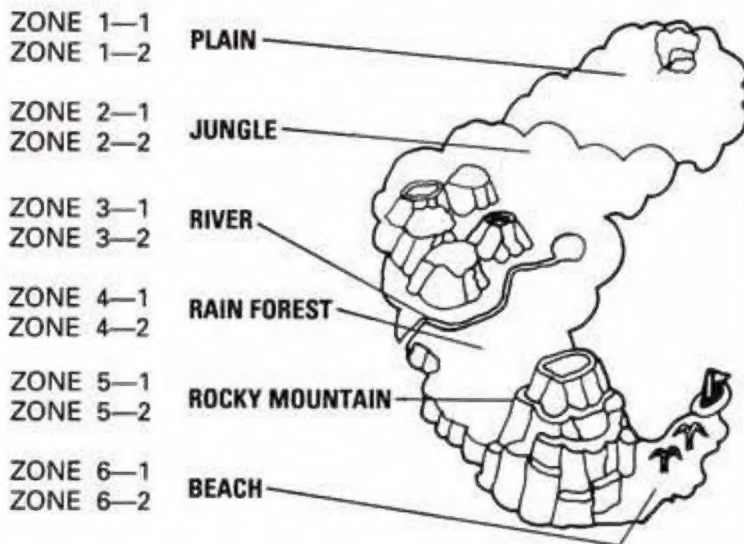 ZONE 1—1
ZONE 1—2
PLAIN
ZONE 2—1
ZONE 2—2
JUNGLE
ZONE 3—1
ZONE 3—2
RIVER
ZONE 4—1
ZONE 4—2
RAIN FOREST
ZONE 5—1
ZONE 5—2
ROCKY MOUNTAIN
ZONE 6—1
ZONE 6—2
BEACH